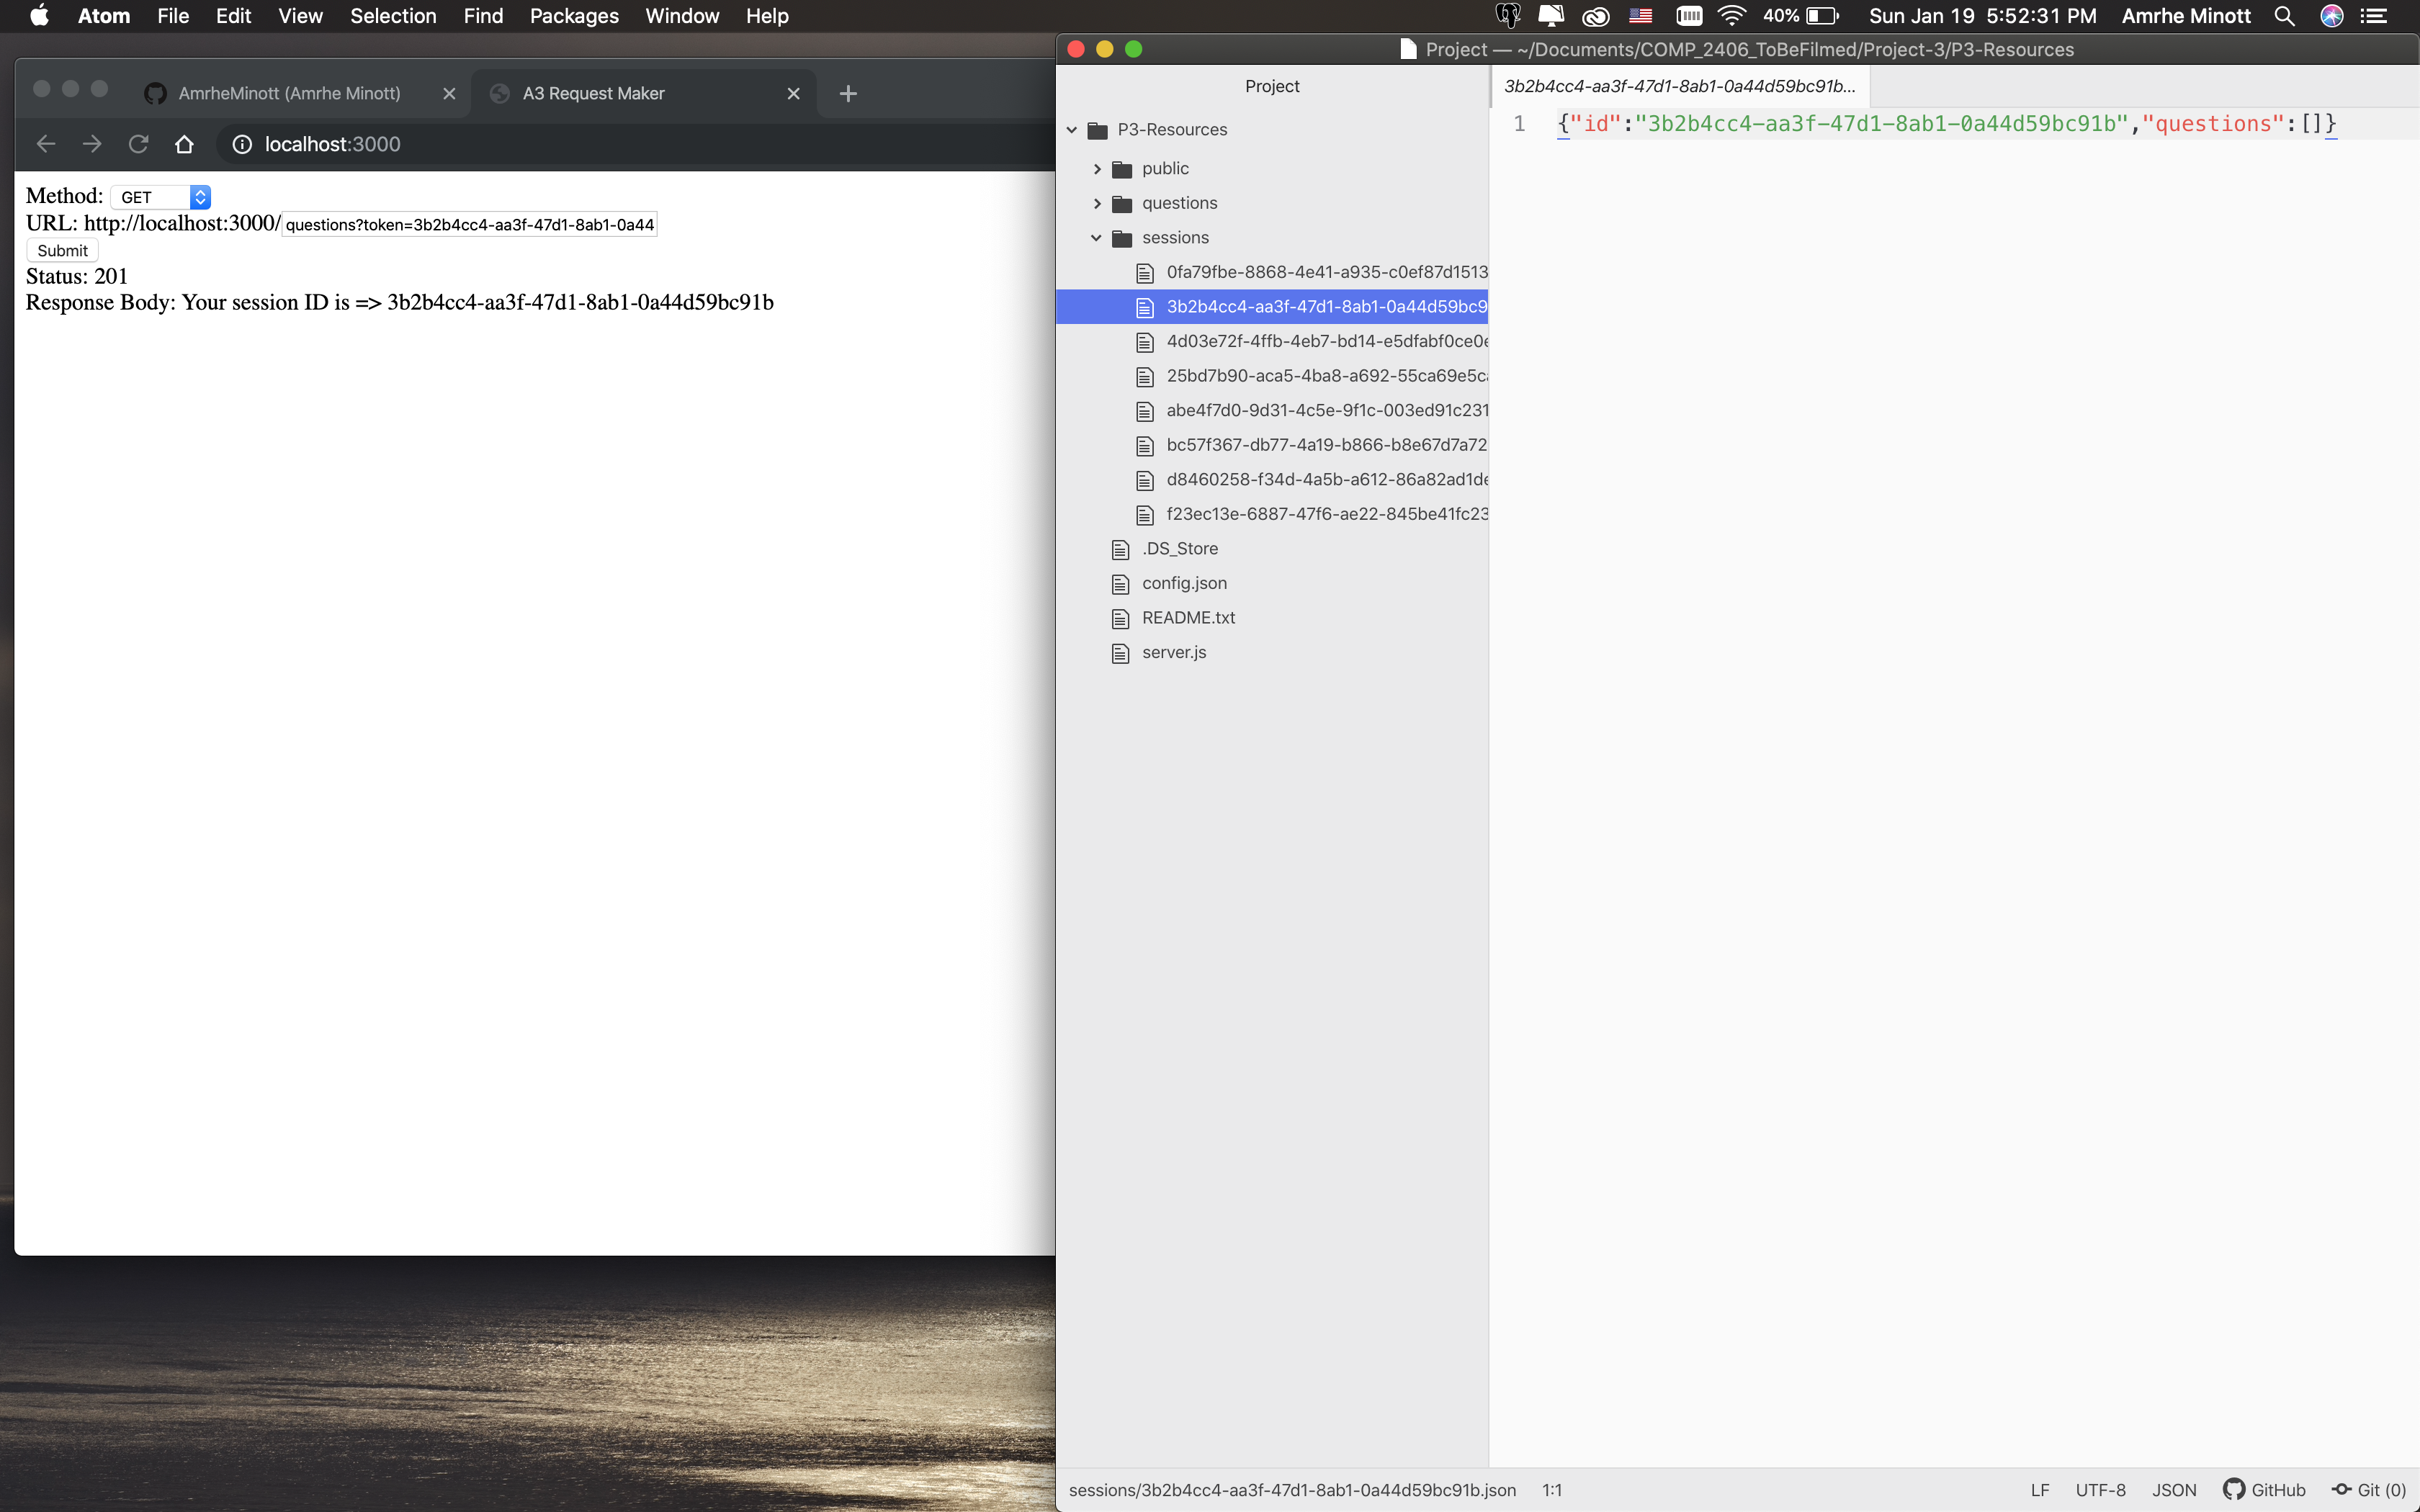 Atom File Edit View Selection Find Packages Window Help 40% Sun Jan 19 5:52:31 PM Amrhe Minott
AmrheMinott (Amrhe Minott)
A3 Request Maker
localhost:3000
Method: GET
URL: http://localhost:3000/questions?token=3b2b4cc4-aa3f-47d1-8ab1-0a44
Submit
Status: 201
Response Body: Your session ID is => 3b2b4cc4-aa3f-47d1-8ab1-0a44d59bc91b
Project — ~/Documents/COMP_2406_ToBeFilmed/Project-3/P3-Resources
Project
P3-Resources
public
questions
sessions
0fa79fbe-8868-4e41-a935-c0ef87d1513
3b2b4cc4-aa3f-47d1-8ab1-0a44d59bc9
4d03e72f-4ffb-4eb7-bd14-e5dfabf0ce0e
25bd7b90-aca5-4ba8-a692-55ca69e5ca
abe4f7d0-9d31-4c5e-9f1c-003ed91c231
bc57f367-db77-4a19-b866-b8e67d7a72
d8460258-f34d-4a5b-a612-86a82ad1de
f23ec13e-6887-47f6-ae22-845be41fc23
.DS_Store
config.json
README.txt
server.js
3b2b4cc4-aa3f-47d1-8ab1-0a44d59bc91b...
1 {"id":"3b2b4cc4-aa3f-47d1-8ab1-0a44d59bc91b","questions":[]}
sessions/3b2b4cc4-aa3f-47d1-8ab1-0a44d59bc91b.json 1:1 LF UTF-8 JSON GitHub Git (0)